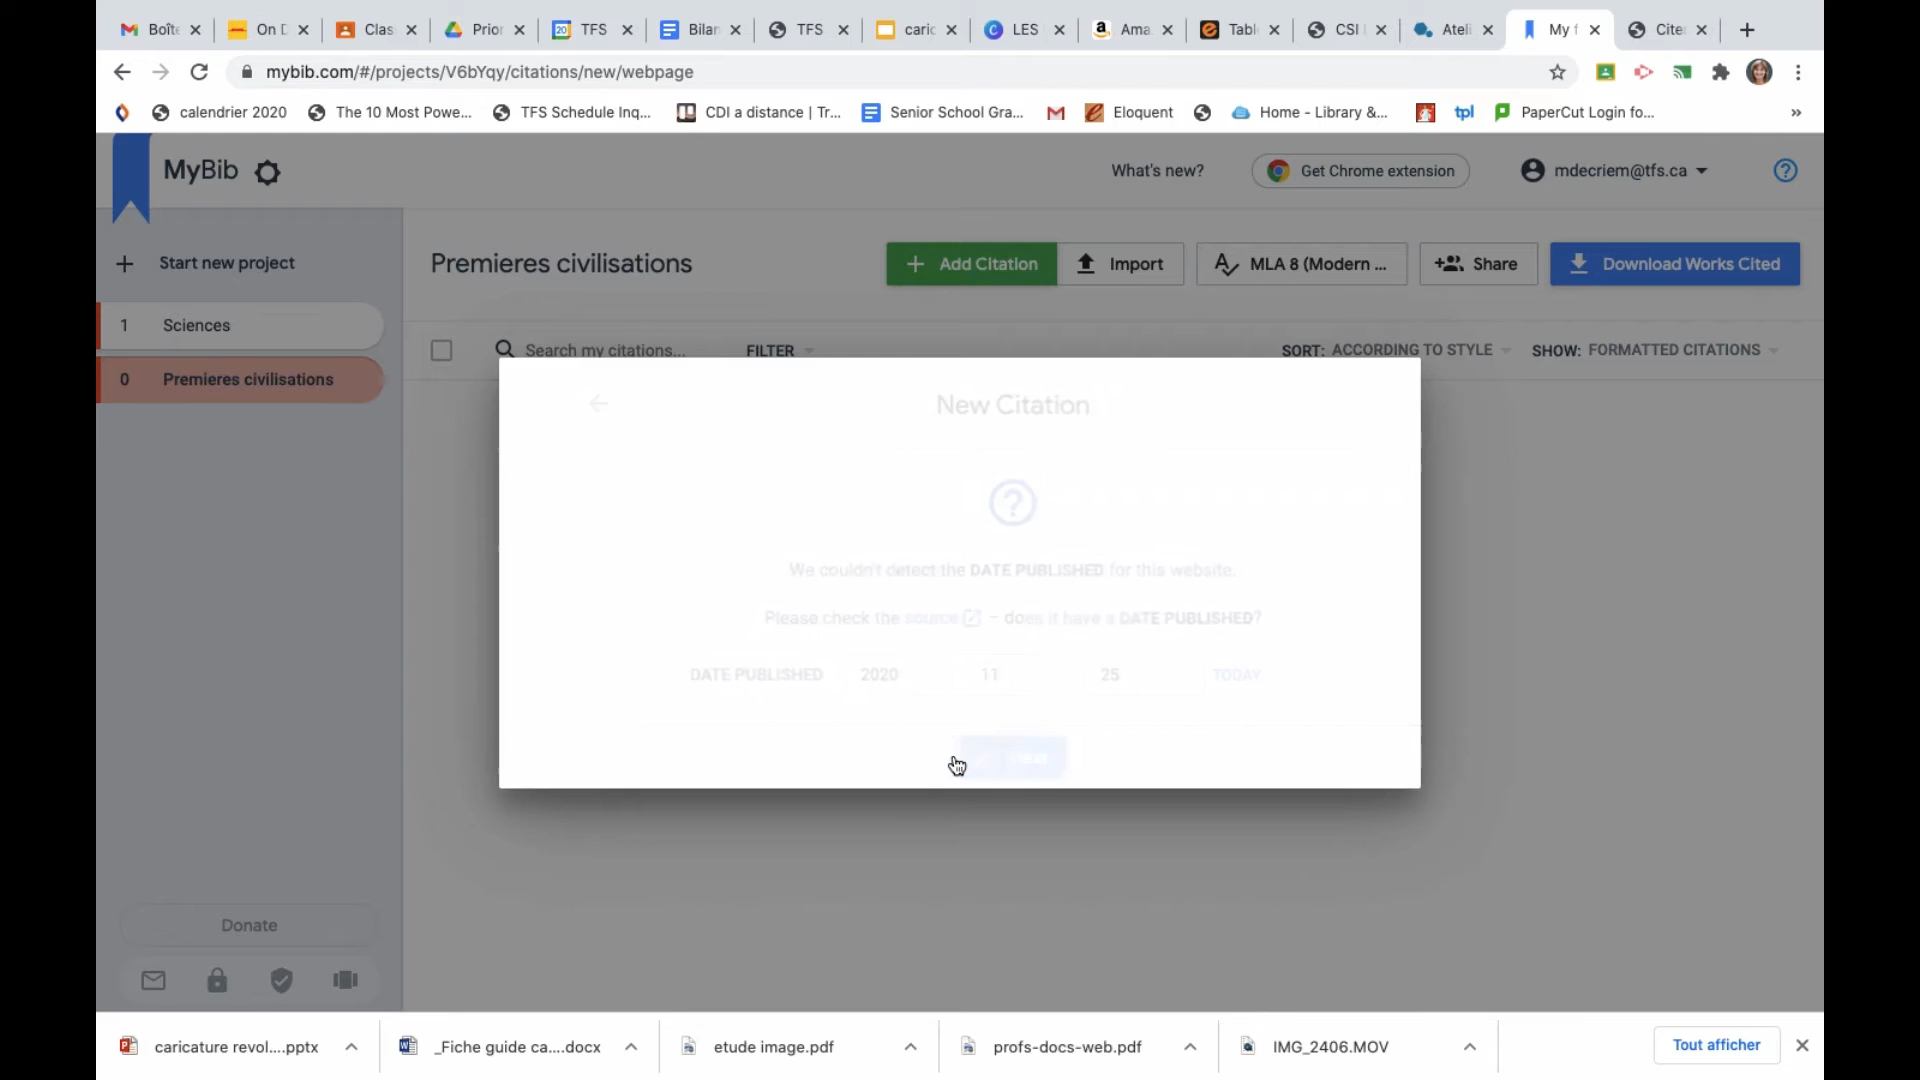 Boîte On D Clas Prior TFS Bilan TFS caric LES Ama Tabl CSI Ateli My f Cite
mybib.com/#/projects/V6bYqy/citations/new/webpage
calendrier 2020 The 10 Most Powe... TFS Schedule Inq... CDI a distance | Tr... Senior School Gra... Eloquent Home - Library &... tpl PaperCut Login fo... »
MyBib What's new? Get Chrome extension mdecriem@tfs.ca
Start new project
Premieres civilisations Add Citation Import MLA 8 (Modern ... Share Download Works Cited
1 Sciences
Search my citations... FILTER SORT: ACCORDING TO STYLE SHOW: FORMATTED CITATIONS
0 Premieres civilisations
New Citation
We couldn't detect the DATE PUBLISHED for this website.
Please check the source – does it have a DATE PUBLISHED?
DATE PUBLISHED 2020 11 25 TODAY
Next
Donate
caricature revol....pptx _Fiche guide ca....docx etude image.pdf profs-docs-web.pdf IMG_2406.MOV Tout afficher